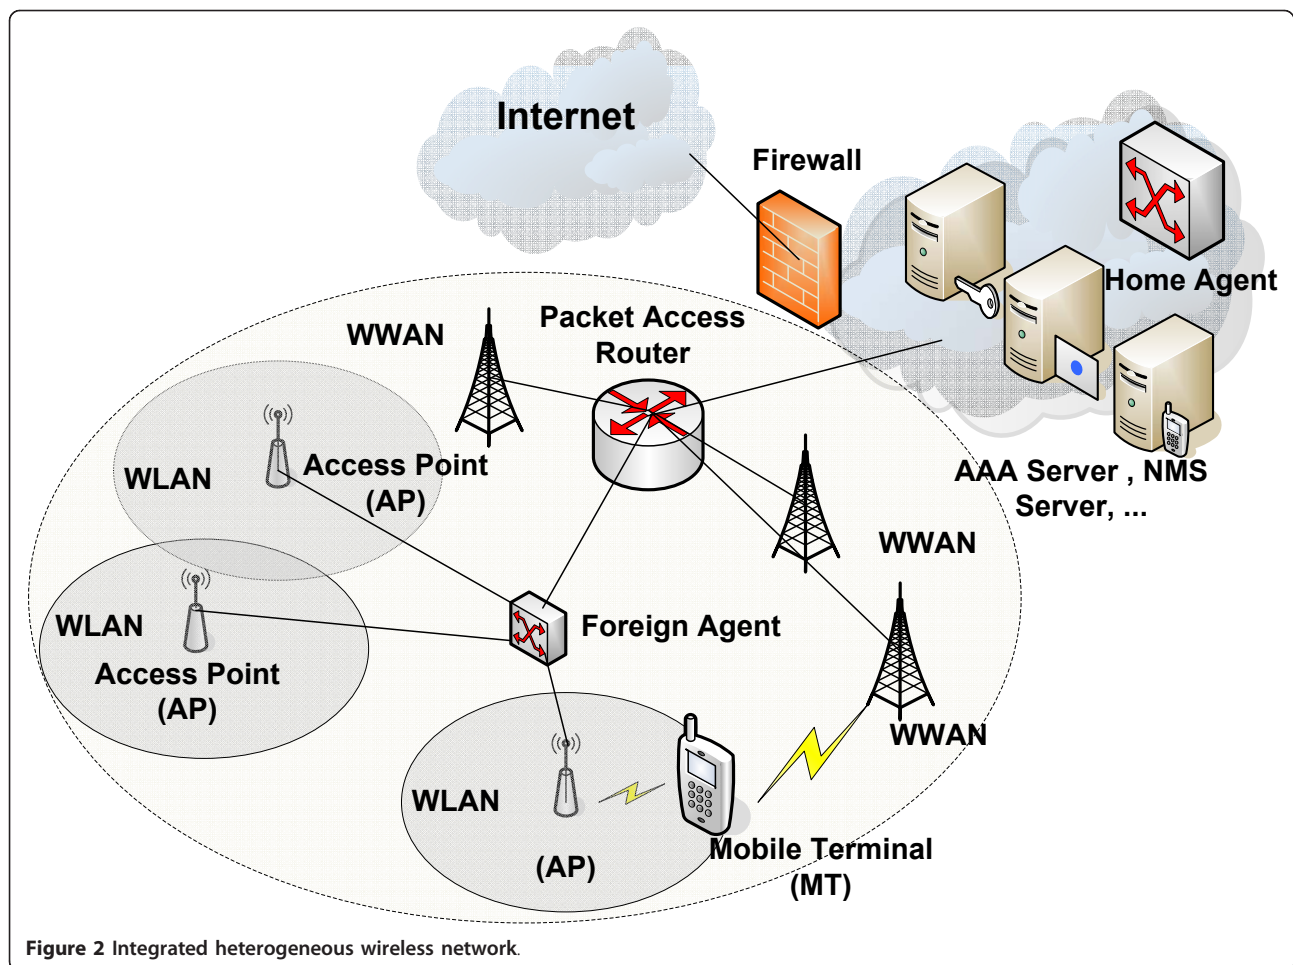 Internet
Firewall
Home Agent
Packet Access
Router
WWAN
AAA Server , NMS
Server, ...
WLAN
Access Point
(AP)
WWAN
WLAN
Access Point
(AP)
Foreign Agent
WWAN
WLAN
(AP)
Mobile Terminal
(MT)
Figure 2 Integrated heterogeneous wireless network.